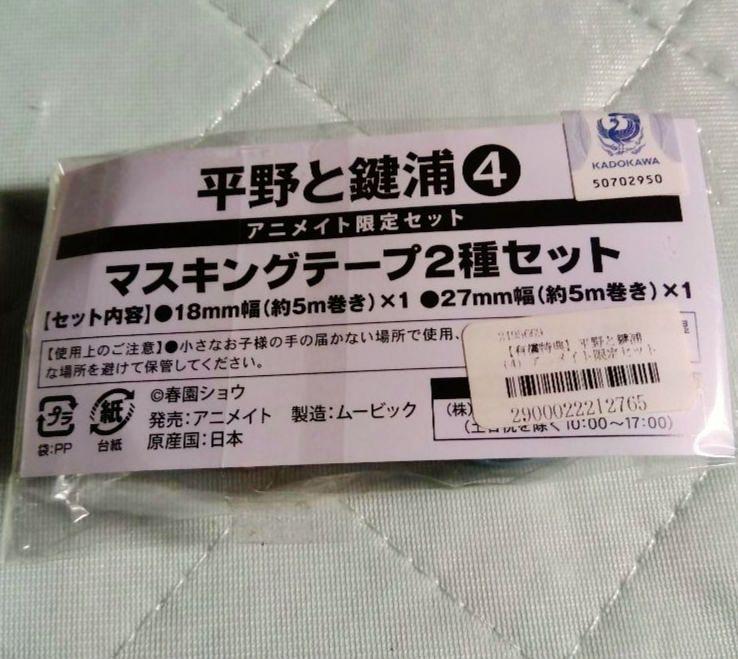 平野と鍵浦❹
KADOKAWA
50702950
アニメイト限定セット
マスキングテープ2種セット
【セット内容】●18mm幅(約5m巻き)×1 ●27mm幅(約5m巻き)×1
【使用上のご注意】●小さなお子様の手の届かない場所で使用、
な場所を避けて保管してください。
2195669
【有償特典】平野と鍵浦
(4) アニメイト限定セット
2900022212765
プラ
袋:PP
紙
台紙
©春園ショウ
発売:アニメイト 製造:ムービック
原産国:日本
(株)
(土日祝を除く10:00〜17:00)